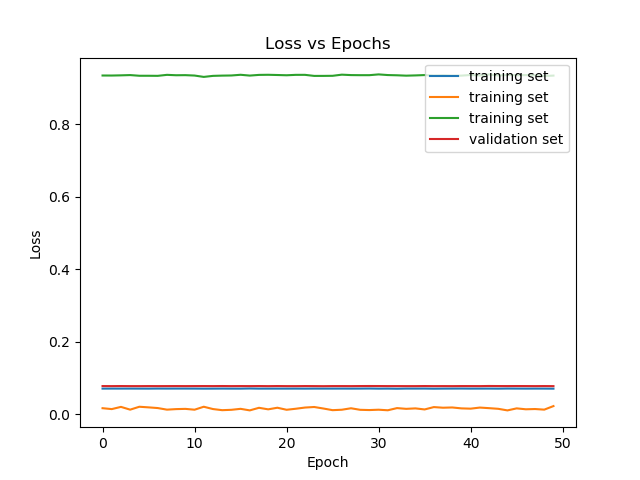 Loss vs Epochs
training set
training set
training set
validation set
0.8
0.6
0.4
0.2
0.0
Loss
0 10 20 30 40 50
Epoch